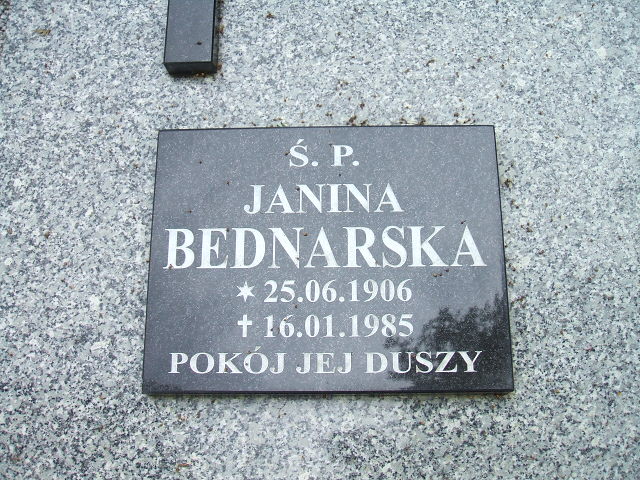 Ś. P.
JANINA
BEDNARSKA
✶ 25.06.1906
✝ 16.01.1985
POKÓJ JEJ DUSZY